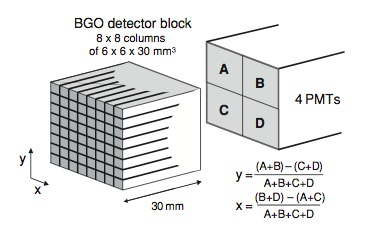 BGO detector block
8 x 8 columns
of 6 x 6 x 30 mm³
A
B
C
D
4 PMTs
y
x
30 mm
y = (A+B) – (C+D)
A+B+C+D
x = (B+D) – (A+C)
A+B+C+D